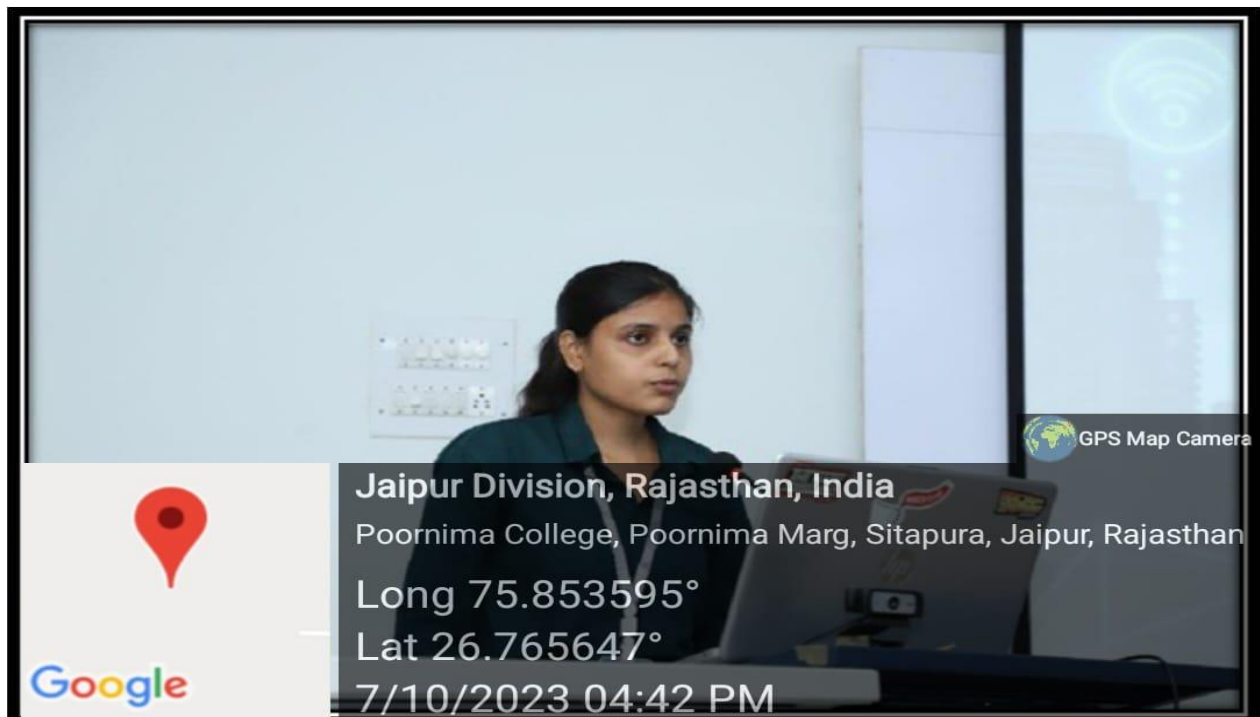 GPS Map Camera
Jaipur Division, Rajasthan, India
Poornima College, Poornima Marg, Sitapura, Jaipur, Rajasthan
Long 75.853595°
Lat 26.765647°
7/10/2023 04:42 PM
Google